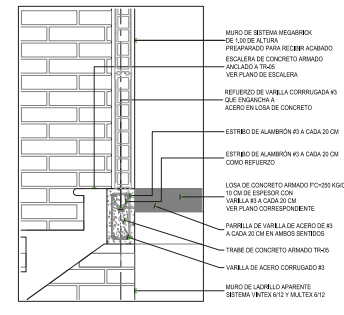 MURO DE SISTEMA MEGABRICK
DE 1,00 DE ALTURA
PREAPARADO PARA RECIBIR ACABADO
ESCALERA DE CONCRETO ARMADO
ANCLADO A TR-05
VER PLANO DE ESCALERA
REFUERZO DE VARILLA CORRRUGADA #3
QUE ENGANCHA A
ACERO EN LOSA DE CONCRETO
ESTRIBO DE ALAMBRÓN #3 A CADA 20 CM
ESTRIBO DE ALAMBRÓN #3 A CADA 20 CM
COMO REFUERZO
LOSA DE CONCRETO ARMADO F'C=250 KG/C
10 CM DE ESPESOR CON
VARILLA #3 A CADA 20 CM
VER PLANO CORRESPONDIENTE
PARRILLA DE VARILLA DE ACERO DE #3
A CADA 20 CM EN AMBOS SENTIDOS
TRABE DE CONCRETO ARMADO TR-05
VARILLA DE ACERO CORRUGADO #3
MURO DE LADRILLO APARENTE
SISTEMA VINTEX 6/12 Y MULTEX 6/12